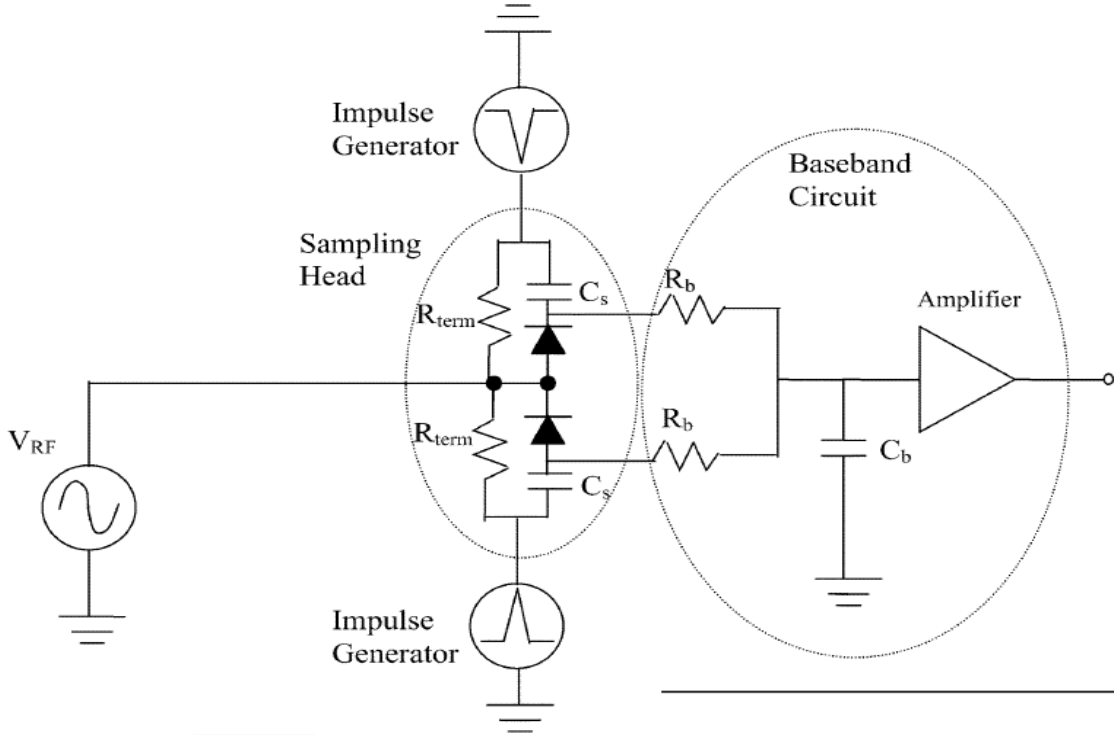 Impulse
Generator
Baseband
Circuit
Sampling
Head
Cs
Rb
Amplifier
Rterm
VRF
Rterm
Rb
Cs
Cb
Impulse
Generator